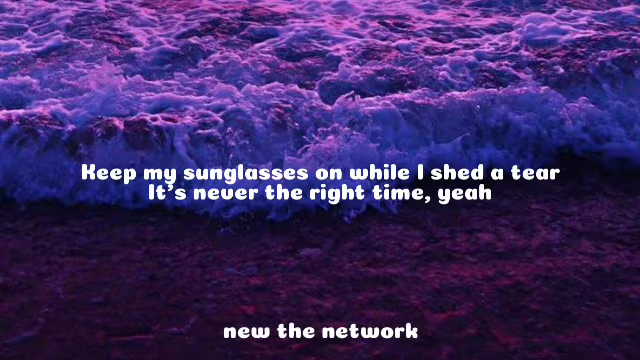 Keep my sunglasses on while I shed a tear
It's never the right time, yeah
new the network